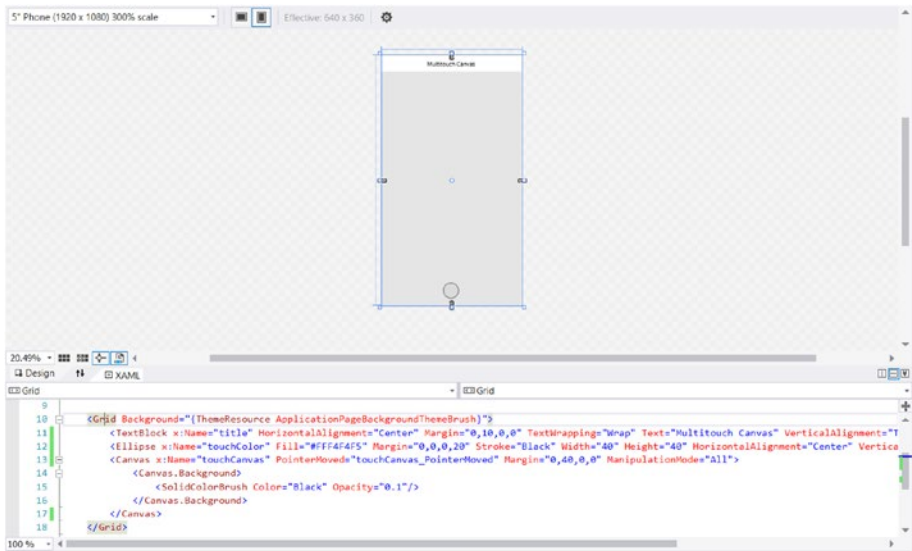 5" Phone (1920 x 1080) 300% scale
Effective: 640 x 360
Multitouch Canvas
20.49%
Design
XAML
Grid
Grid
9
10 <Grid Background="{ThemeResource ApplicationPageBackgroundThemeBrush}">
11 <TextBlock x:Name="title" HorizontalAlignment="Center" Margin="0,10,0,0" TextWrapping="Wrap" Text="Multitouch Canvas" VerticalAlignment="T
12 <Ellipse x:Name="touchColor" Fill="#FFF4F4F5" Margin="0,0,0,20" Stroke="Black" Width="40" Height="40" HorizontalAlignment="Center" Vertica
13 <Canvas x:Name="touchCanvas" PointerMoved="touchCanvas_PointerMoved" Margin="0,40,0,0" ManipulationMode="All">
14 <Canvas.Background>
15 <SolidColorBrush Color="Black" Opacity="0.1"/>
16 </Canvas.Background>
17 </Canvas>
18 </Grid>
100 %